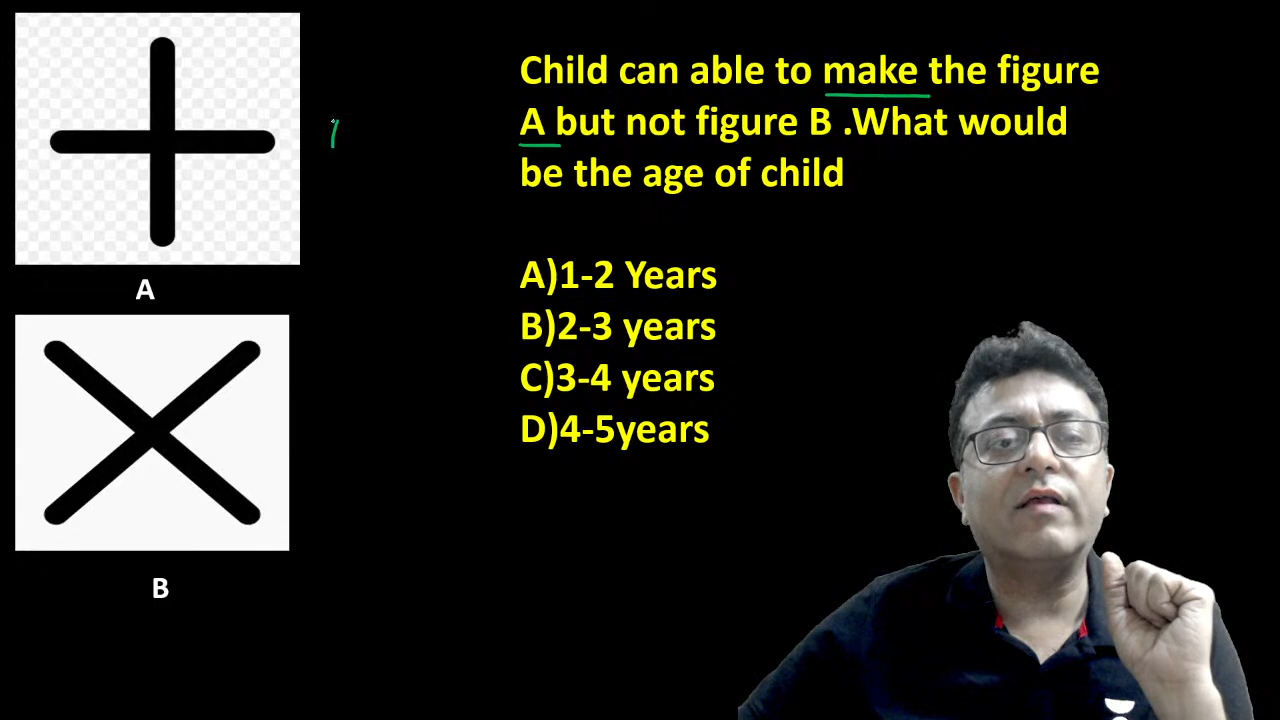 Child can able to make the figure
A but not figure B .What would
be the age of child
A)1-2 Years
B)2-3 years
C)3-4 years
D)4-5years
A
B